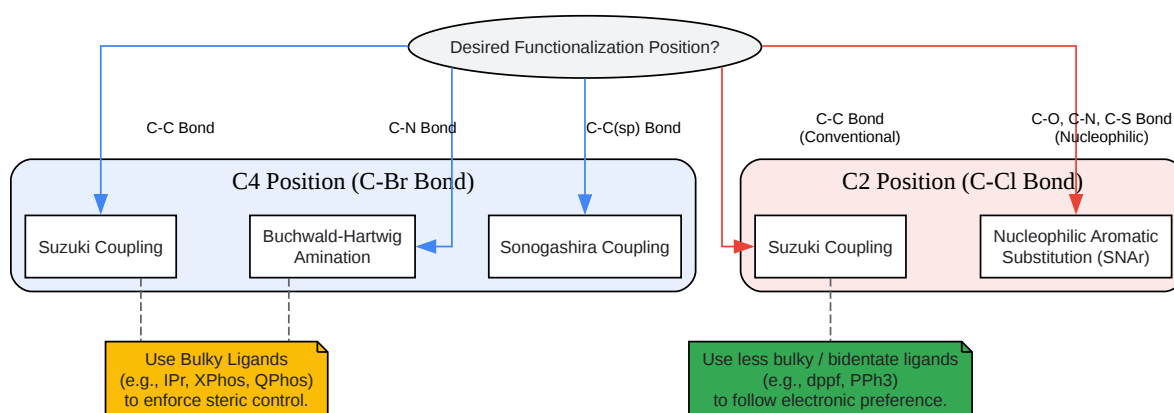 Desired Functionalization Position?
C-C Bond
C-N Bond
C-C(sp) Bond
C-C Bond
(Conventional)
C-O, C-N, C-S Bond
(Nucleophilic)
C4 Position (C-Br Bond)
C2 Position (C-Cl Bond)
Suzuki Coupling
Buchwald-Hartwig
Amination
Sonogashira Coupling
Suzuki Coupling
Nucleophilic Aromatic
Substitution (SNAr)
Use Bulky Ligands
(e.g., IPr, XPhos, QPhos)
to enforce steric control.
Use less bulky / bidentate ligands
(e.g., dppf, PPh3)
to follow electronic preference.